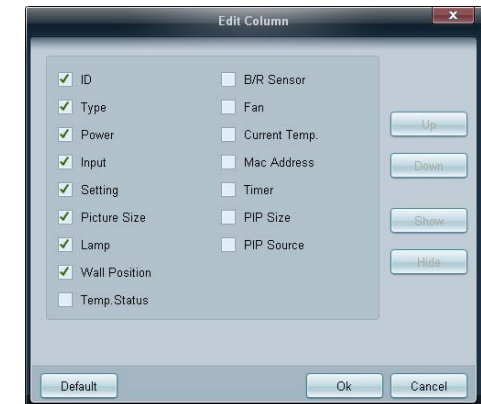 Edit Column
x
ID
Type
Power
Input
Setting
Picture Size
Lamp
Wall Position
Temp.Status
B/R Sensor
Fan
Current Temp.
Mac Address
Timer
PIP Size
PIP Source
Up
Down
Show
Hide
Default
Ok
Cancel